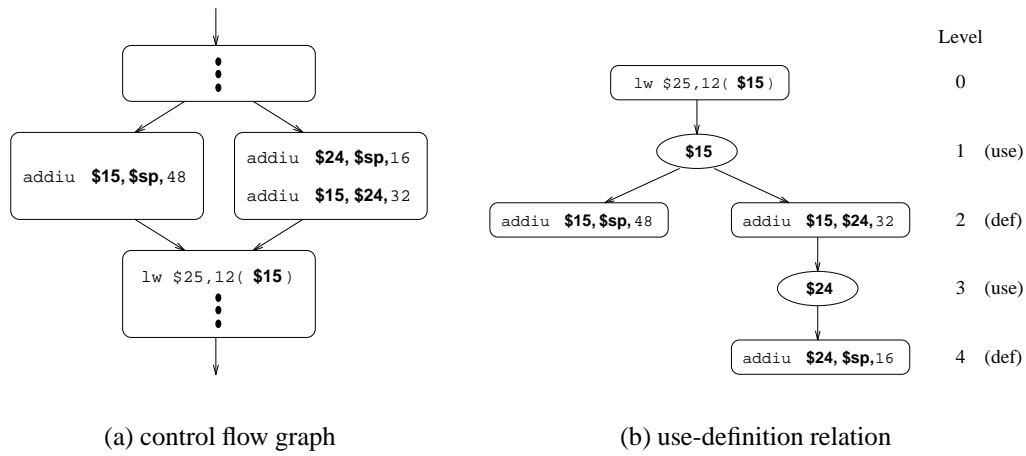 addiu $15, $sp, 48
addiu $24, $sp, 16
addiu $15, $24, 32
lw $25,12( $15 )
(a) control flow graph
Level
lw $25,12( $15 ) 0
$15 1 (use)
addiu $15, $sp, 48 addiu $15, $24, 32 2 (def)
$24 3 (use)
addiu $24, $sp, 16 4 (def)
(b) use-definition relation